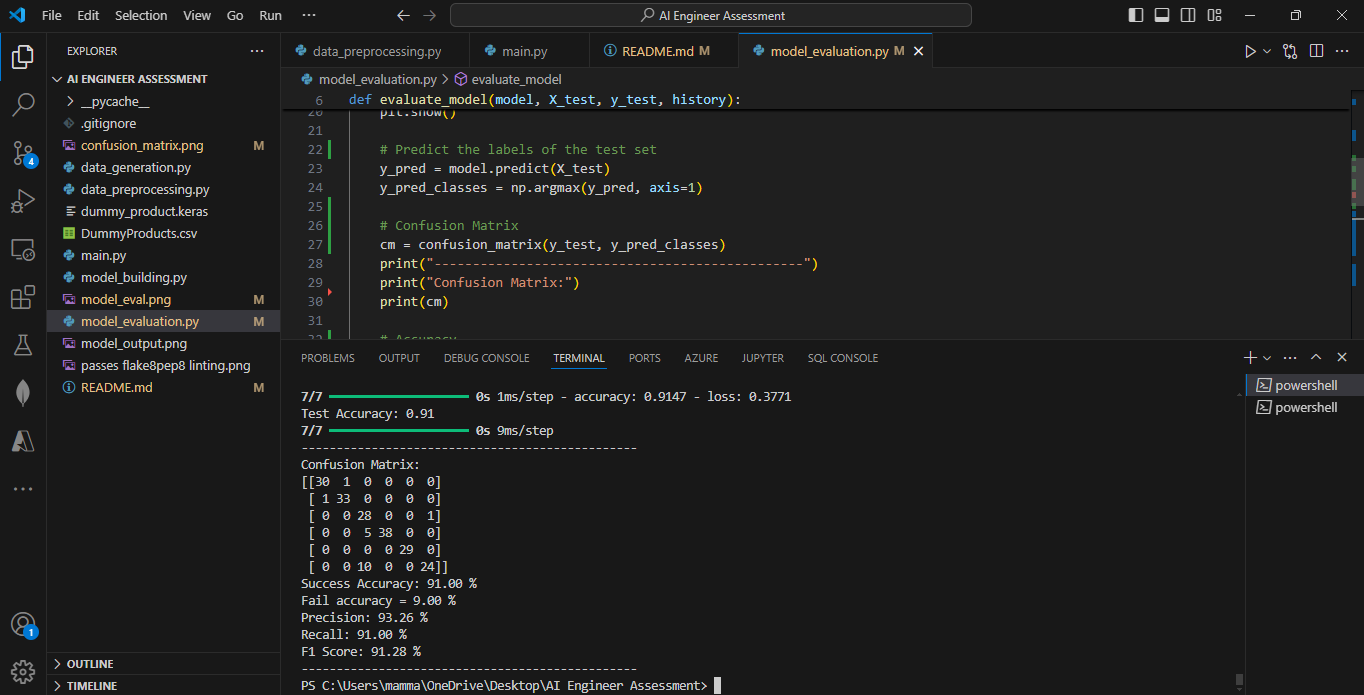 File Edit Selection View Go Run ··· AI Engineer Assessment
EXPLORER ···
AI ENGINEER ASSESSMENT
__pycache__
.gitignore
confusion_matrix.png M
data_generation.py
data_preprocessing.py
dummy_product.keras
DummyProducts.csv
main.py
model_building.py
model_eval.png M
model_evaluation.py M
model_output.png
passes flake8pep8 linting.png
README.md M
OUTLINE
TIMELINE
4
1
data_preprocessing.py main.py README.md M model_evaluation.py M
model_evaluation.py > evaluate_model
6 def evaluate_model(model, X_test, y_test, history):
20 plt.show()
21
22 # Predict the labels of the test set
23 y_pred = model.predict(X_test)
24 y_pred_classes = np.argmax(y_pred, axis=1)
25
26 # Confusion Matrix
27 cm = confusion_matrix(y_test, y_pred_classes)
28 print("------------------------------------------------")
29 print("Confusion Matrix:")
30 print(cm)
31
32 # Accuracy
PROBLEMS OUTPUT DEBUG CONSOLE TERMINAL PORTS AZURE JUPYTER SQL CONSOLE
powershell
powershell
7/7 0s 1ms/step - accuracy: 0.9147 - loss: 0.3771
Test Accuracy: 0.91
7/7 0s 9ms/step
------------------------------------------------
Confusion Matrix:
[[30 1 0 0 0 0]
[ 1 33 0 0 0 0]
[ 0 0 28 0 0 1]
[ 0 0 5 38 0 0]
[ 0 0 0 0 29 0]
[ 0 0 10 0 0 24]]
Success Accuracy: 91.00 %
Fail accuracy = 9.00 %
Precision: 93.26 %
Recall: 91.00 %
F1 Score: 91.28 %
------------------------------------------------
PS C:\Users\mamma\OneDrive\Desktop\AI Engineer Assessment>